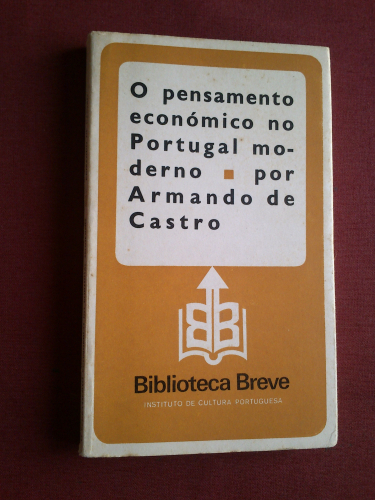 O pensamento
económico no
Portugal mo-
derno ▪ por
Armando de
Castro
Biblioteca Breve
INSTITUTO DE CULTURA PORTUGUESA